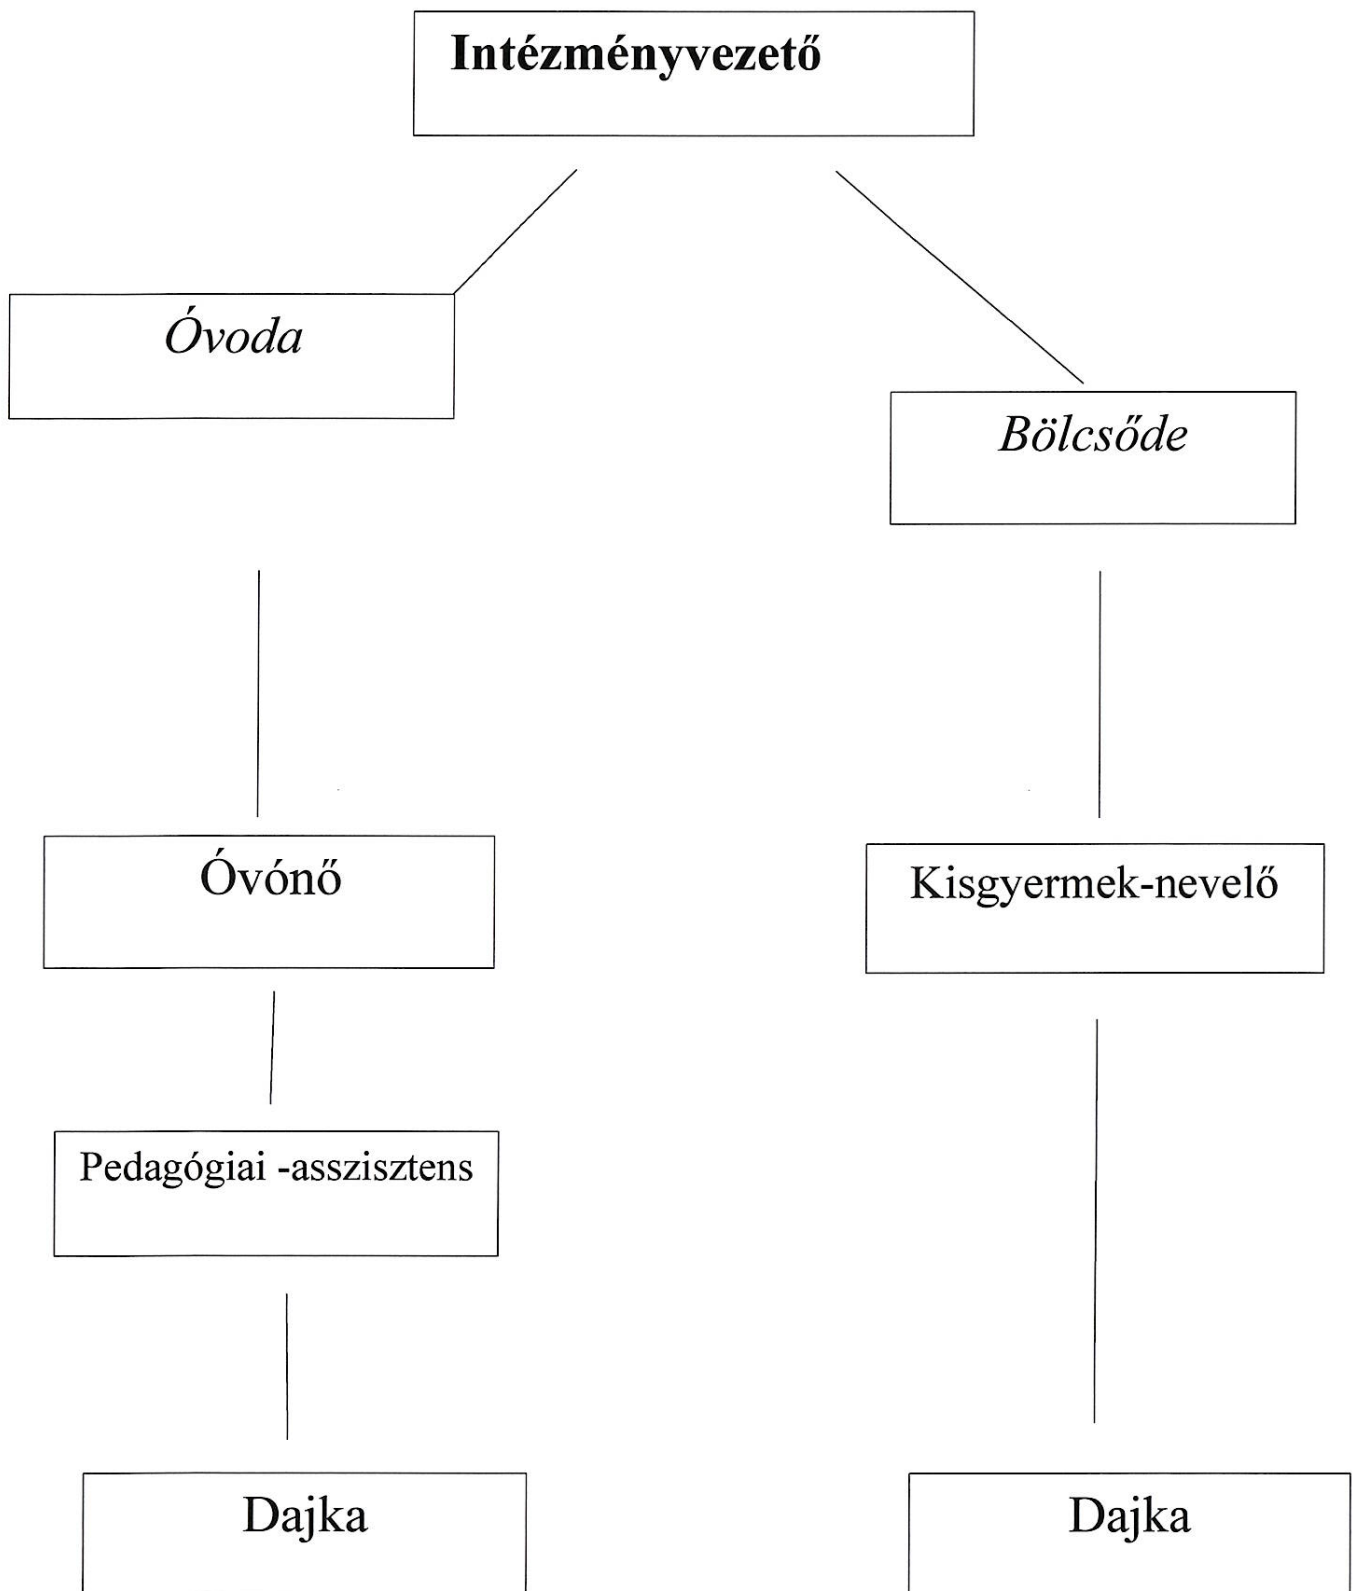 Intézményvezető
Óvoda
Bölcsőde
Óvónő
Kisgyermek-nevelő
Pedagógiai -asszisztens
Dajka
Dajka